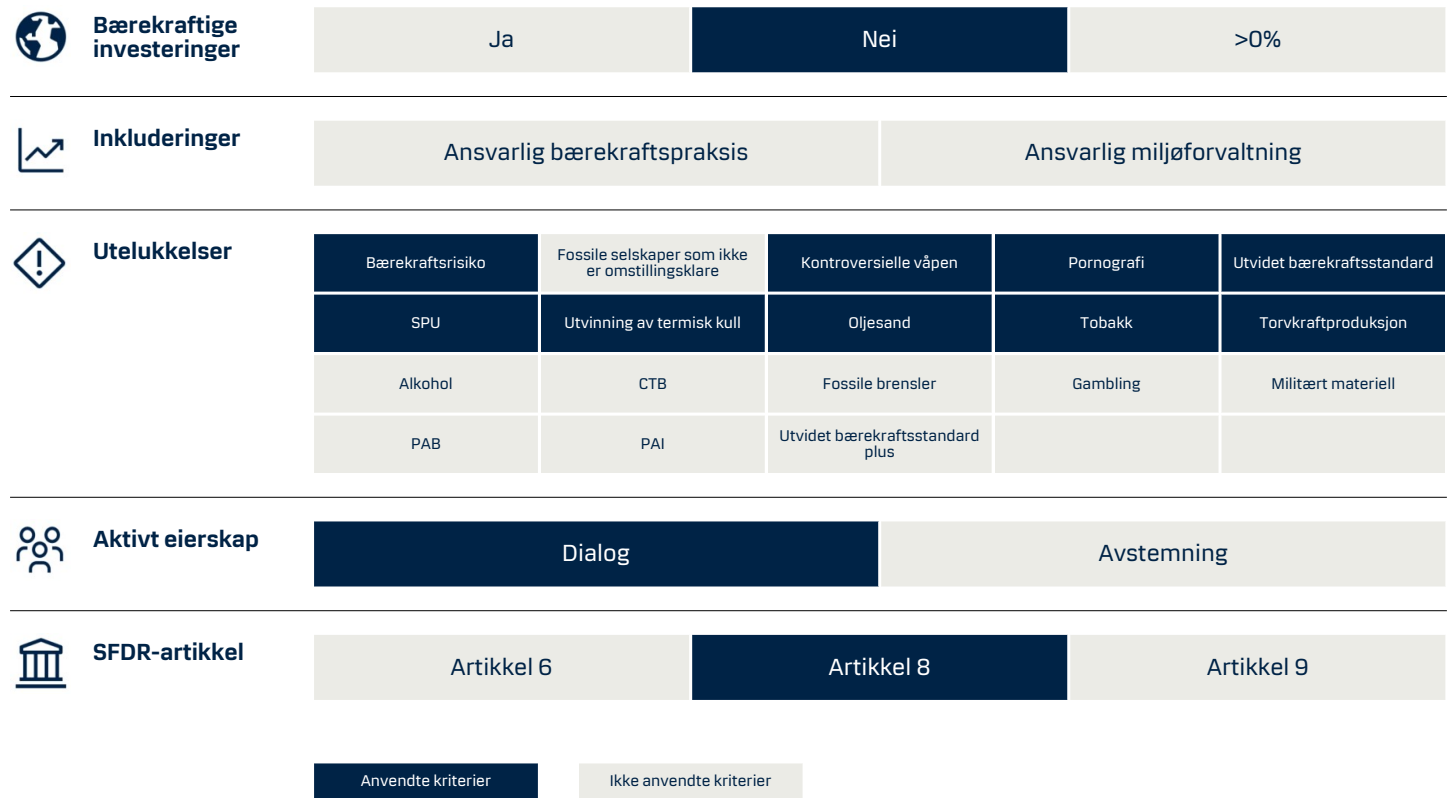 Bærekraftige
investeringer
Ja
Nei
>0%
Inkluderinger
Ansvarlig bærekraftspraksis
Ansvarlig miljøforvaltning
Utelukkelser
Bærekraftsrisiko
Fossile selskaper som ikke
er omstillingsklare
Kontroversielle våpen
Pornografi
Utvidet bærekraftsstandard
SPU
Utvinning av termisk kull
Oljesand
Tobakk
Torvkraftproduksjon
Alkohol
CTB
Fossile brensler
Gambling
Militært materiell
PAB
PAI
Utvidet bærekraftsstandard
plus
Aktivt eierskap
Dialog
Avstemning
SFDR-artikkel
Artikkel 6
Artikkel 8
Artikkel 9
Anvendte kriterier
Ikke anvendte kriterier